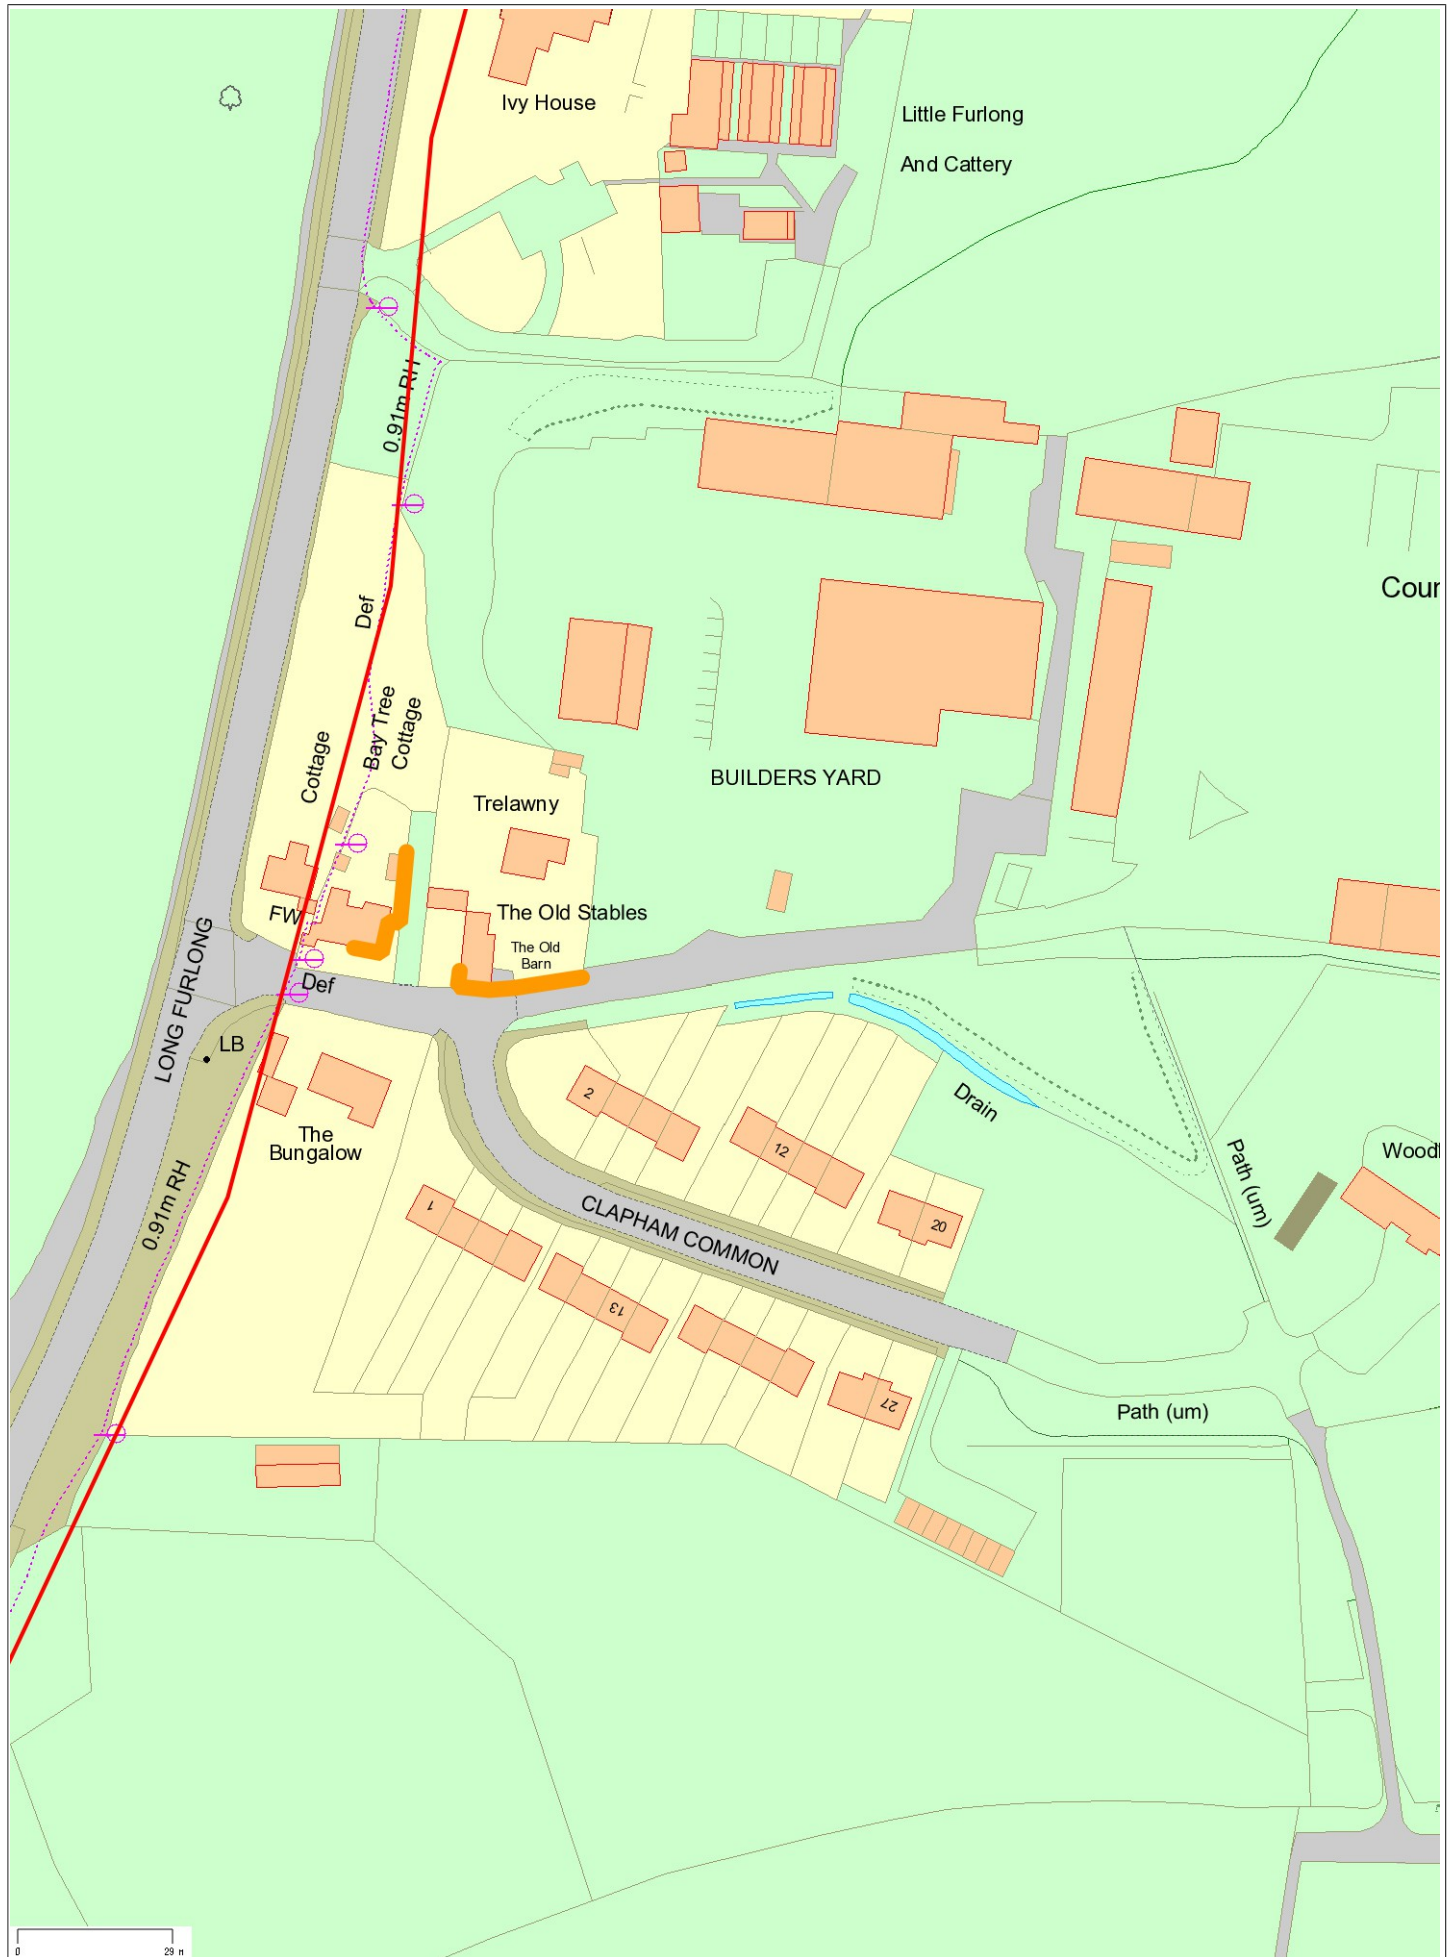 Ivy House
Little Furlong
And Cattery
0.91m RH
Def
Cour
Cottage
Bay Tree
Cottage
BUILDERS YARD
Trelawny
FW
The Old Stables
The Old
Barn
LONG FURLONG
Def
LB
2
Drain
12
The
Bungalow
Path (um)
Woodl
0.91m RH
1
CLAPHAM COMMON
20
13
27
Path (um)
0
29 M